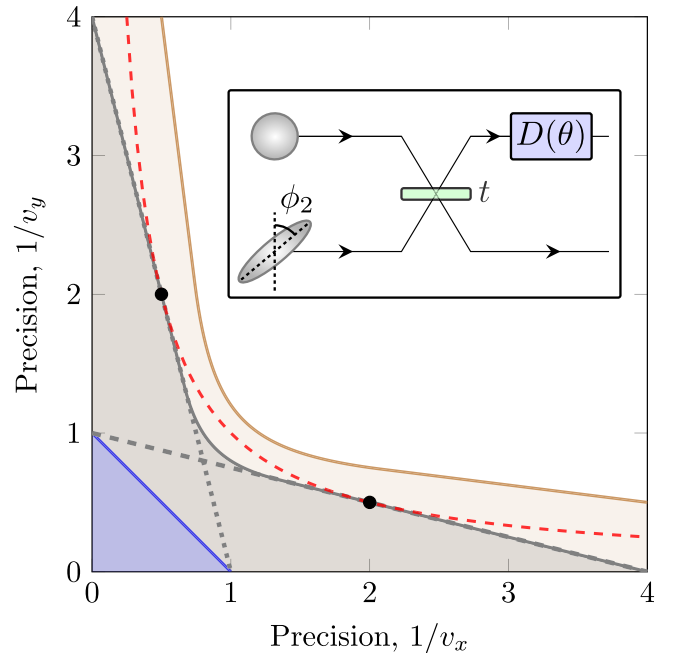 4
3
2
1
0
0 1 2 3 4
Precision, 1/v_y
Precision, 1/v_x
D(θ)
t
ϕ_2